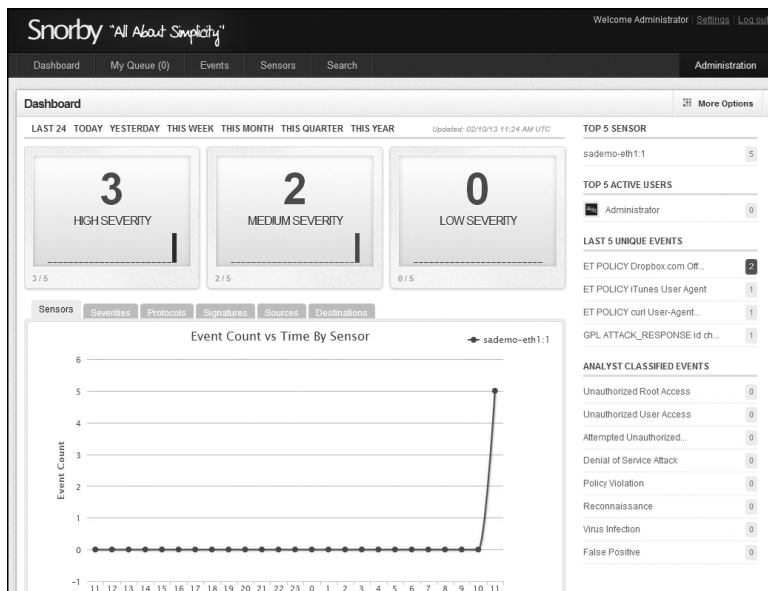 Snorby "All About Simplicity"
Welcome Administrator | Settings | Log out
Dashboard My Queue (0) Events Sensors Search Administration
Dashboard
More Options
LAST 24 TODAY YESTERDAY THIS WEEK THIS MONTH THIS QUARTER THIS YEAR
Updated: 02/10/13 11:24 AM UTC
3
HIGH SEVERITY
3 / 5
2
MEDIUM SEVERITY
2 / 5
0
LOW SEVERITY
0 / 5
Sensors Severities Protocols Signatures Sources Destinations
Event Count vs Time By Sensor
sademo-eth1:1
Event Count
6
5
4
3
2
1
0
-1
11 12 13 14 15 16 17 18 19 20 21 22 23 0 1 2 3 4 5 6 7 8 9 10 11
TOP 5 SENSOR
sademo-eth1:1 5
TOP 5 ACTIVE USERS
Administrator 0
LAST 5 UNIQUE EVENTS
ET POLICY Dropbox.com Off... 2
ET POLICY iTunes User Agent 1
ET POLICY curl User-Agent... 1
GPL ATTACK_RESPONSE id ch... 1
ANALYST CLASSIFIED EVENTS
Unauthorized Root Access 0
Unauthorized User Access 0
Attempted Unauthorized... 0
Denial of Service Attack 0
Policy Violation 0
Reconnaissance 0
Virus Infection 0
False Positive 0